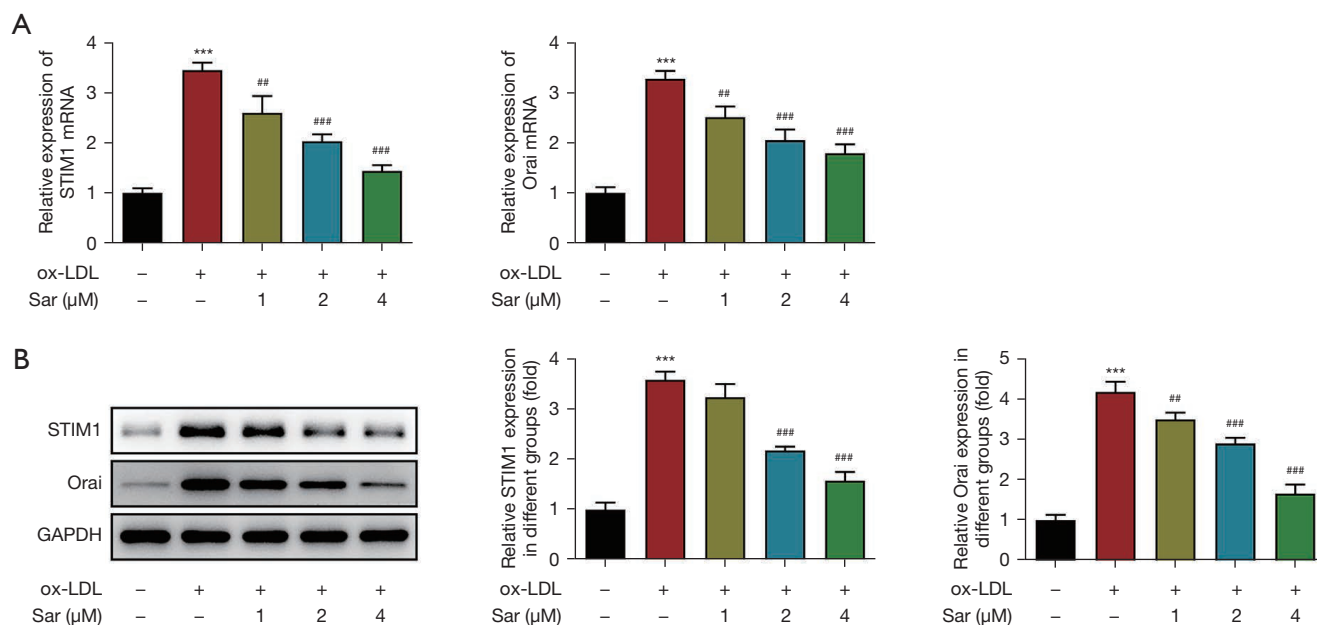 A
Relative expression of
STIM1 mRNA
4
3
2
1
0
***
##
###
###
ox-LDL – + + + +
Sar (µM) – – 1 2 4
Relative expression of
Orai mRNA
4
3
2
1
0
***
##
###
###
ox-LDL – + + + +
Sar (µM) – – 1 2 4
B
STIM1
Orai
GAPDH
ox-LDL – + + + +
Sar (µM) – – 1 2 4
Relative STIM1 expression
in different groups (fold)
4
3
2
1
0
***
###
###
ox-LDL – + + + +
Sar (µM) – – 1 2 4
Relative Orai expression in
different groups (fold)
5
4
3
2
1
0
***
##
###
###
ox-LDL – + + + +
Sar (µM) – – 1 2 4